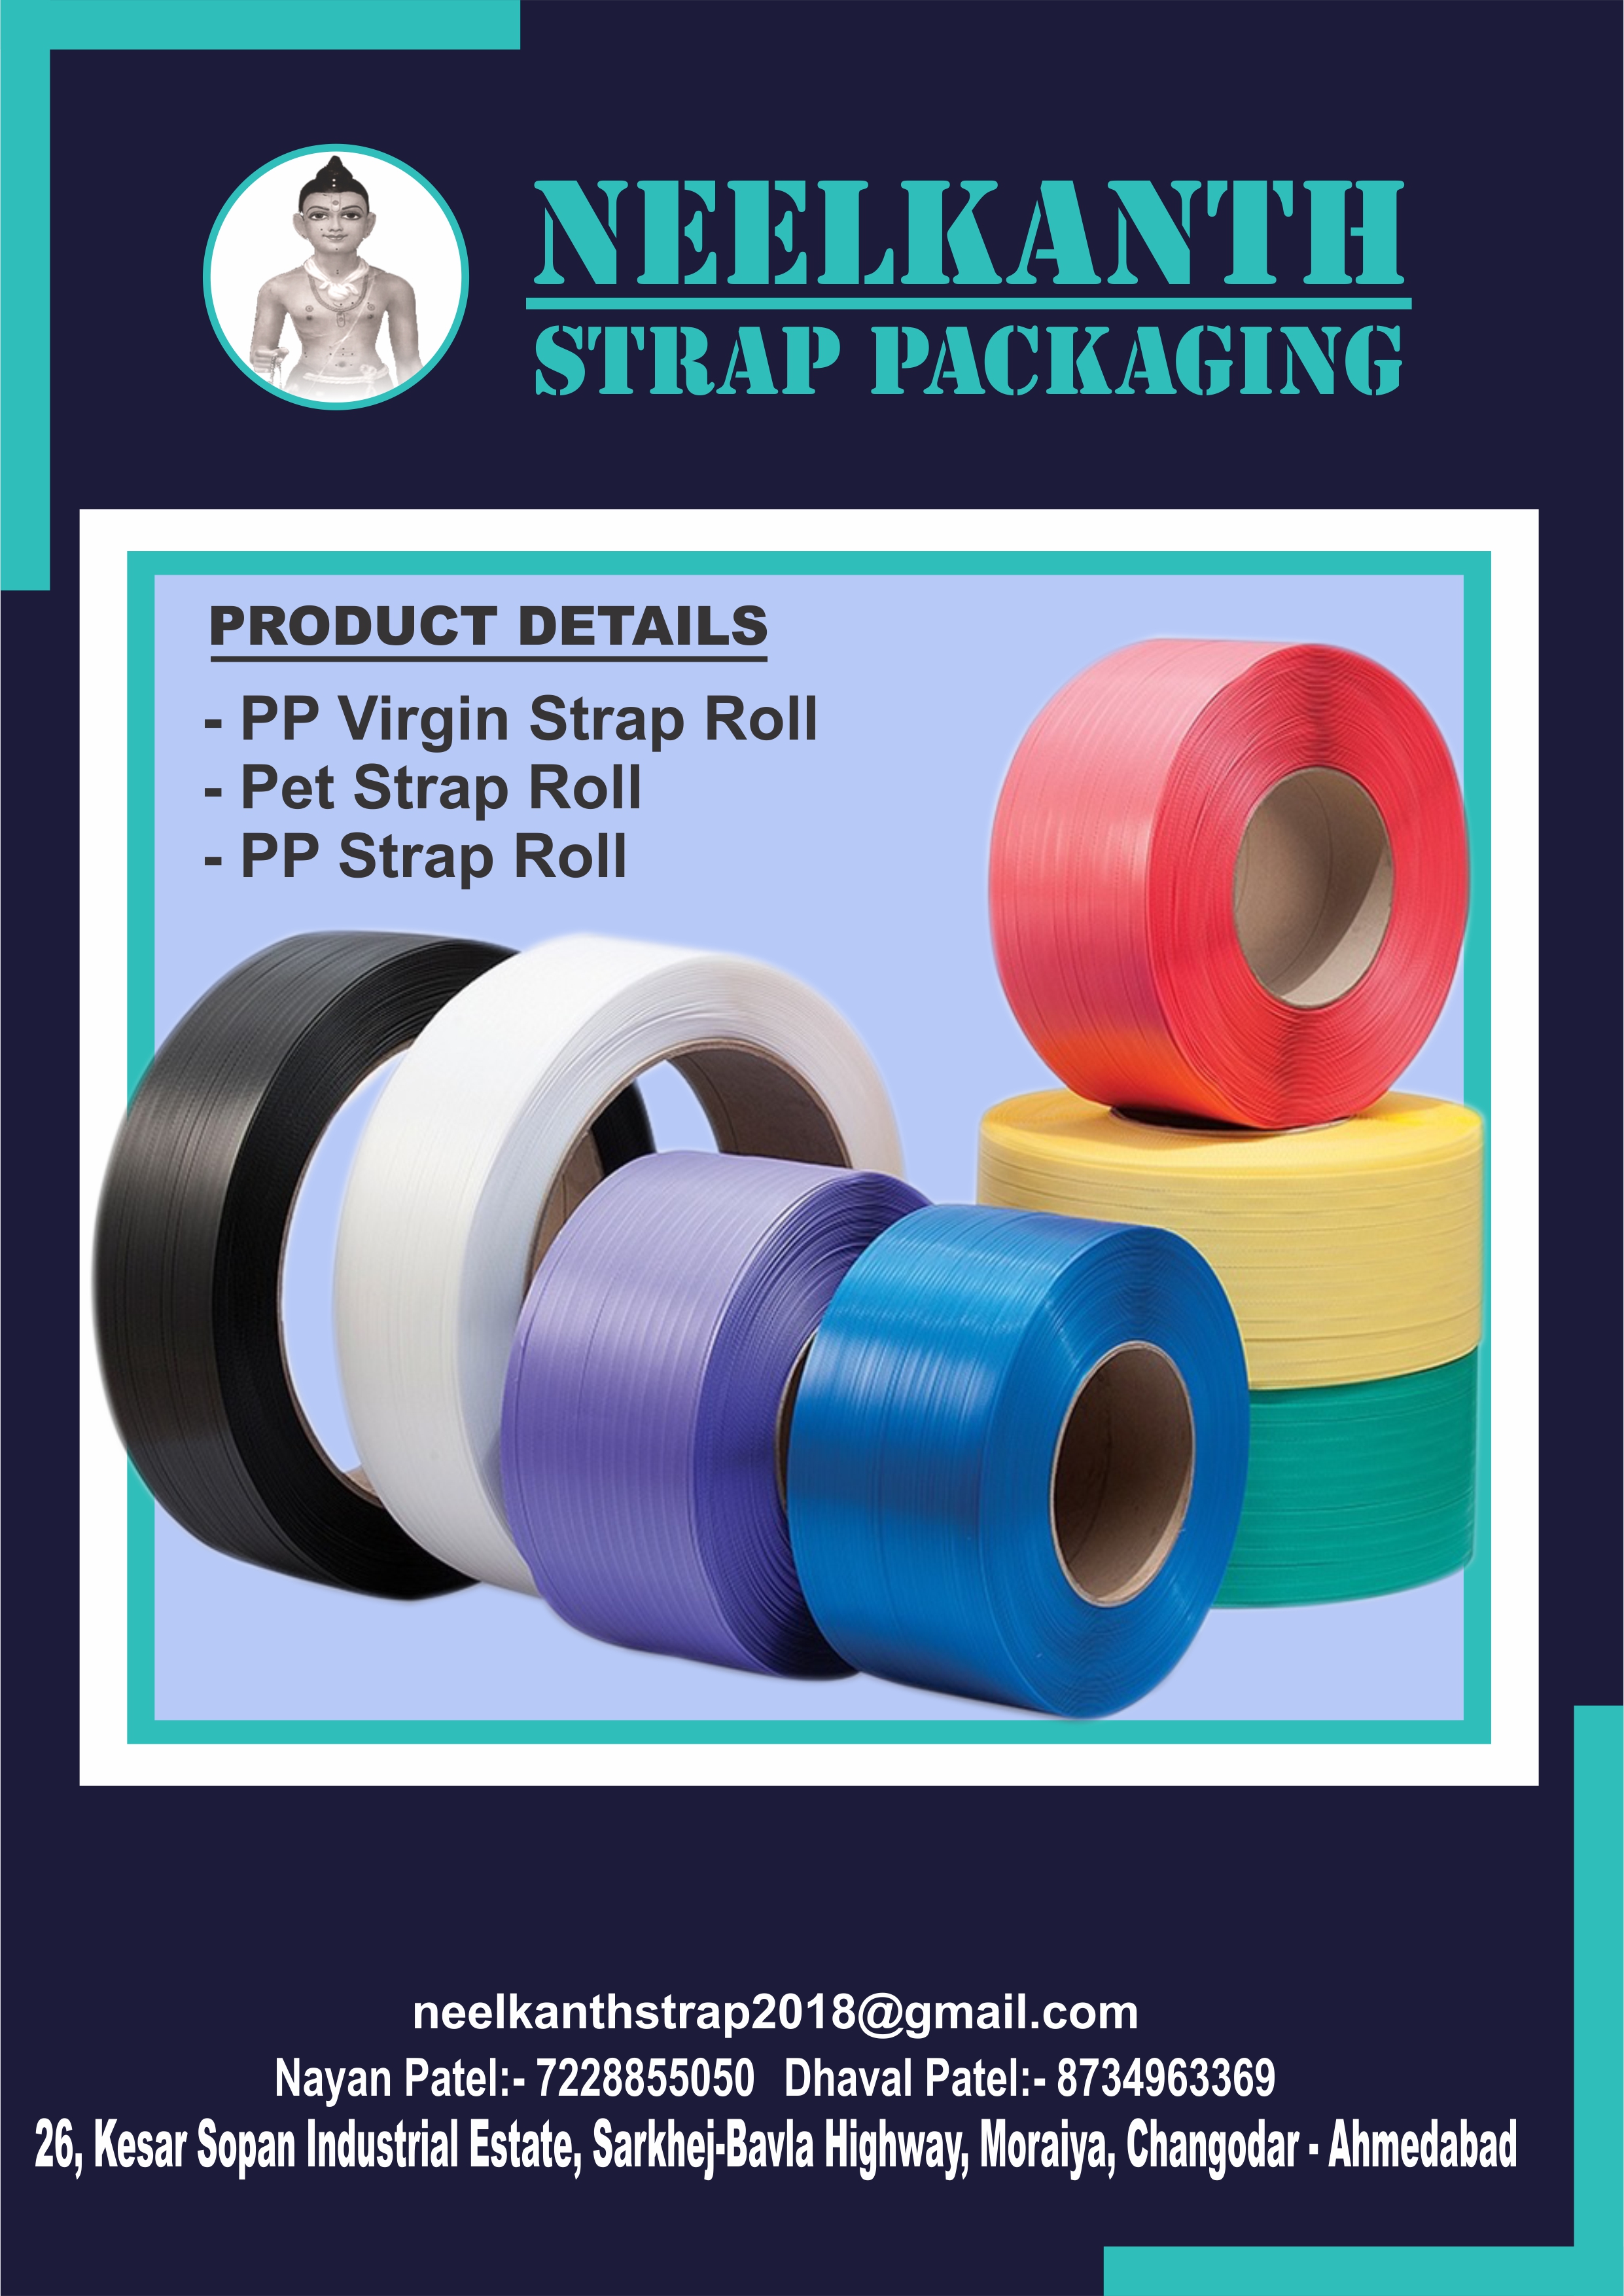 NEELKANTH
STRAP PACKAGING
PRODUCT DETAILS
- PP Virgin Strap Roll
- Pet Strap Roll
- PP Strap Roll
neelkanthstrap2018@gmail.com
Nayan Patel:- 7228855050 Dhaval Patel:- 8734963369
26, Kesar Sopan Industrial Estate, Sarkhej-Bavla Highway, Moraiya, Changodar - Ahmedabad